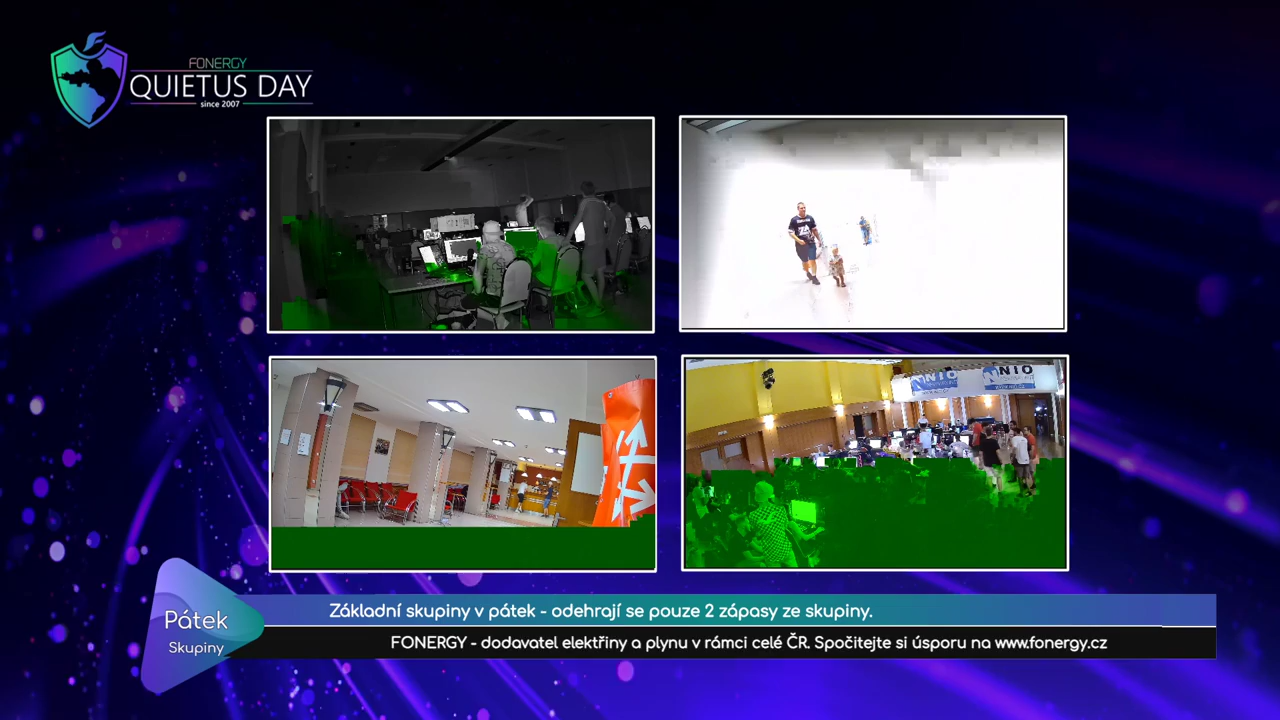 FONERGY
QUIETUS DAY
since 2007
NIO
NIO
Pátek
Skupiny
Základní skupiny v pátek - odehrají se pouze 2 zápasy ze skupiny.
FONERGY - dodavatel elektřiny a plynu v rámci celé ČR. Spočitejte si úsporu na www.fonergy.cz